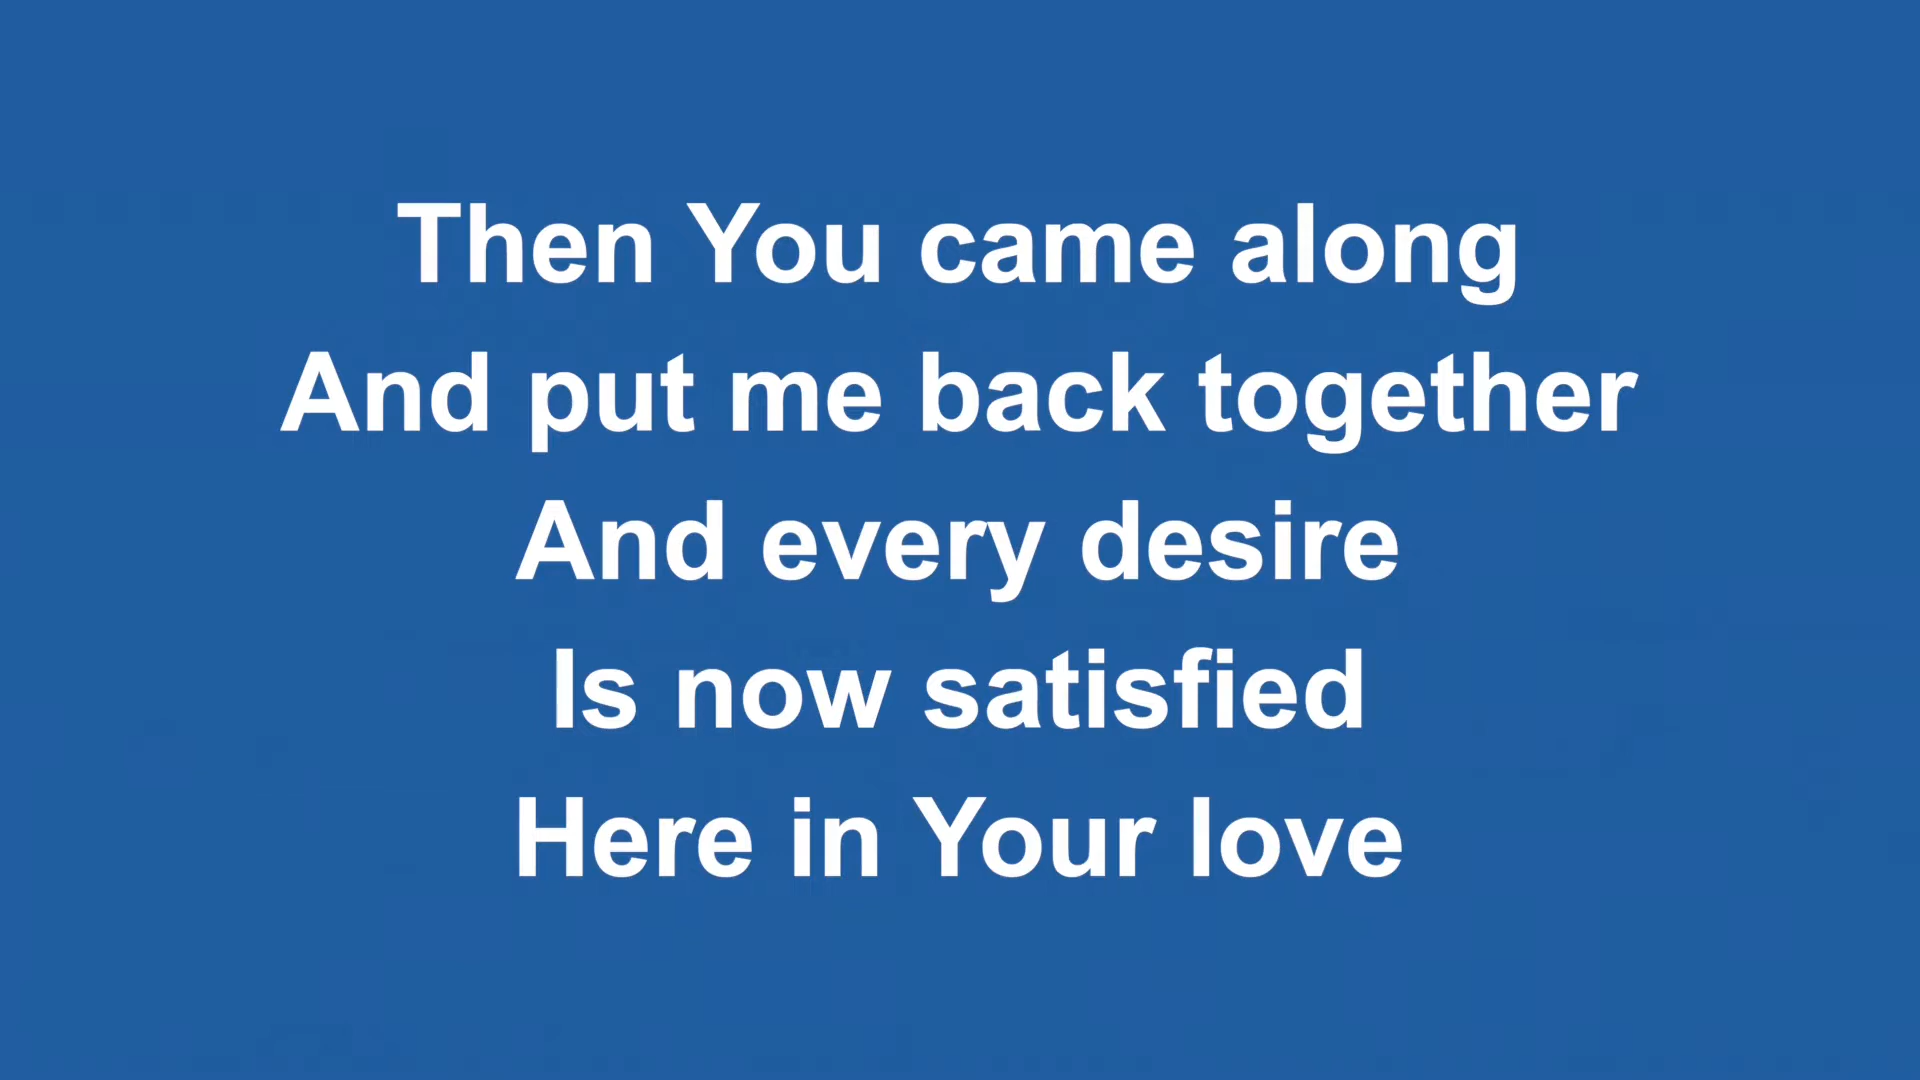 Then You came along
And put me back together
And every desire
Is now satisfied
Here in Your love